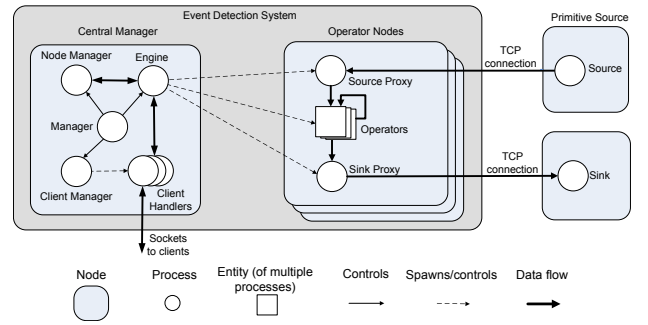 Event Detection System
Central Manager
Operator Nodes
Primitive Source
Node Manager
Engine
Manager
Client Manager
Client
Handlers
Sockets
to clients
Source Proxy
Operators
Sink Proxy
TCP
connection
Source
TCP
connection
Sink
Node
Process
Entity (of multiple
processes)
Controls
Spawns/controls
Data flow